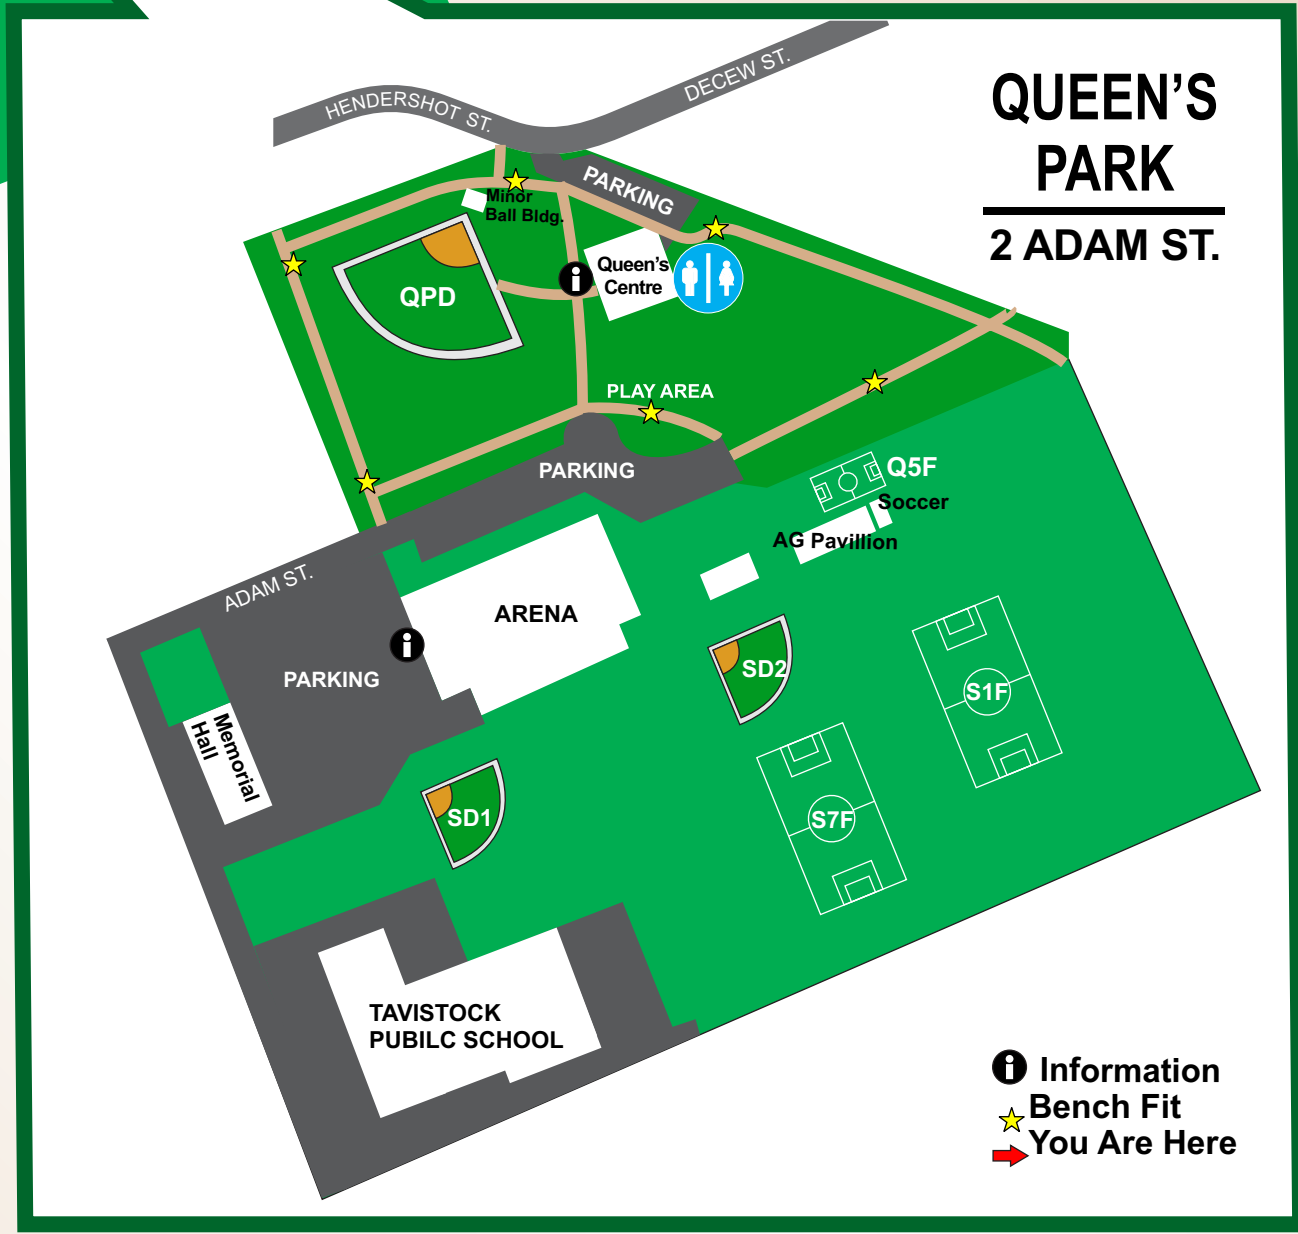 QUEEN'S
PARK
2 ADAM ST.
HENDERSHOT ST.
DECEW ST.
PARKING
Minor
Ball Bldg.
Queen's
Centre
QPD
PLAY AREA
PARKING
Q5F
Soccer
AG Pavillion
ADAM ST.
ARENA
PARKING
SD2
S1F
Memorial
Hall
SD1
S7F
TAVISTOCK
PUBILC SCHOOL
Information
Bench Fit
You Are Here